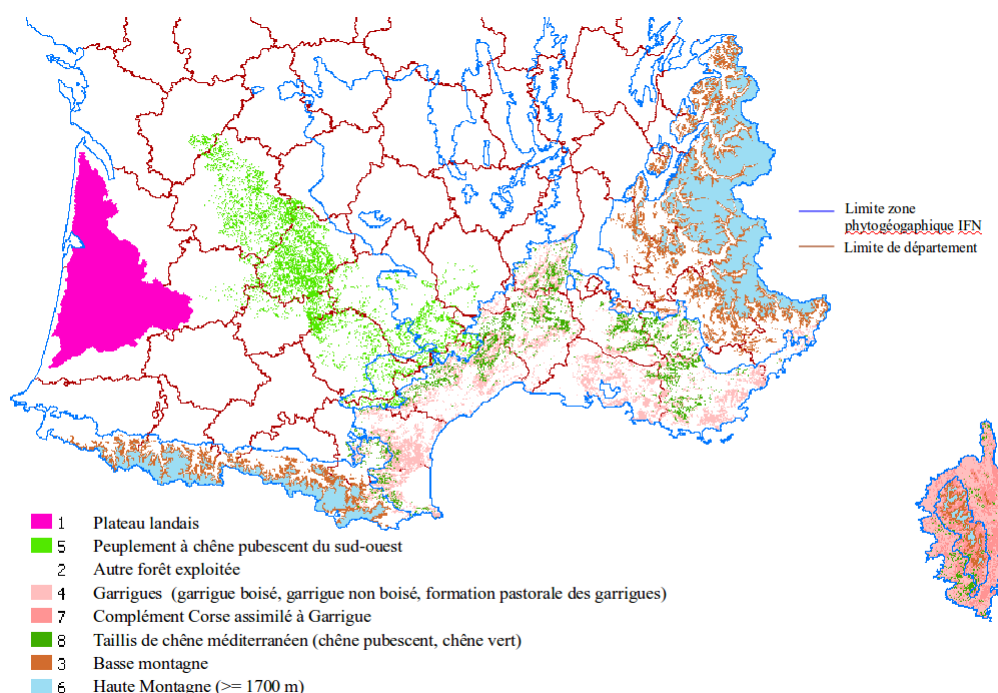 Limite zone
phytogéogaphique IFN
Limite de département
1 Plateau landais
5 Peuplement à chêne pubescent du sud-ouest
2 Autre forêt exploitée
4 Garrigues (garrigue boisé, garrigue non boisé, formation pastorale des garrigues)
7 Complément Corse assimilé à Garrigue
8 Taillis de chêne méditerranéen (chêne pubescent, chêne vert)
3 Basse montagne
6 Haute Montagne (>= 1700 m)